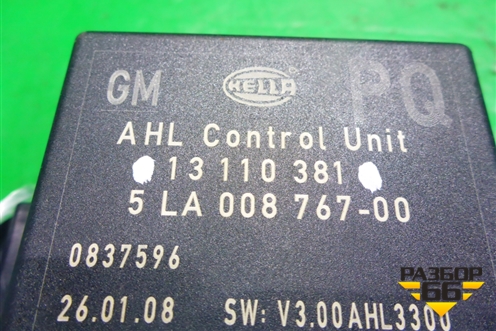 GM HELLA PQ
AHL Control Unit
13 110 381
5 LA 008 767-00
0837596
26.01.08 SW: V3.00AHL3300
РАЗБОР
66